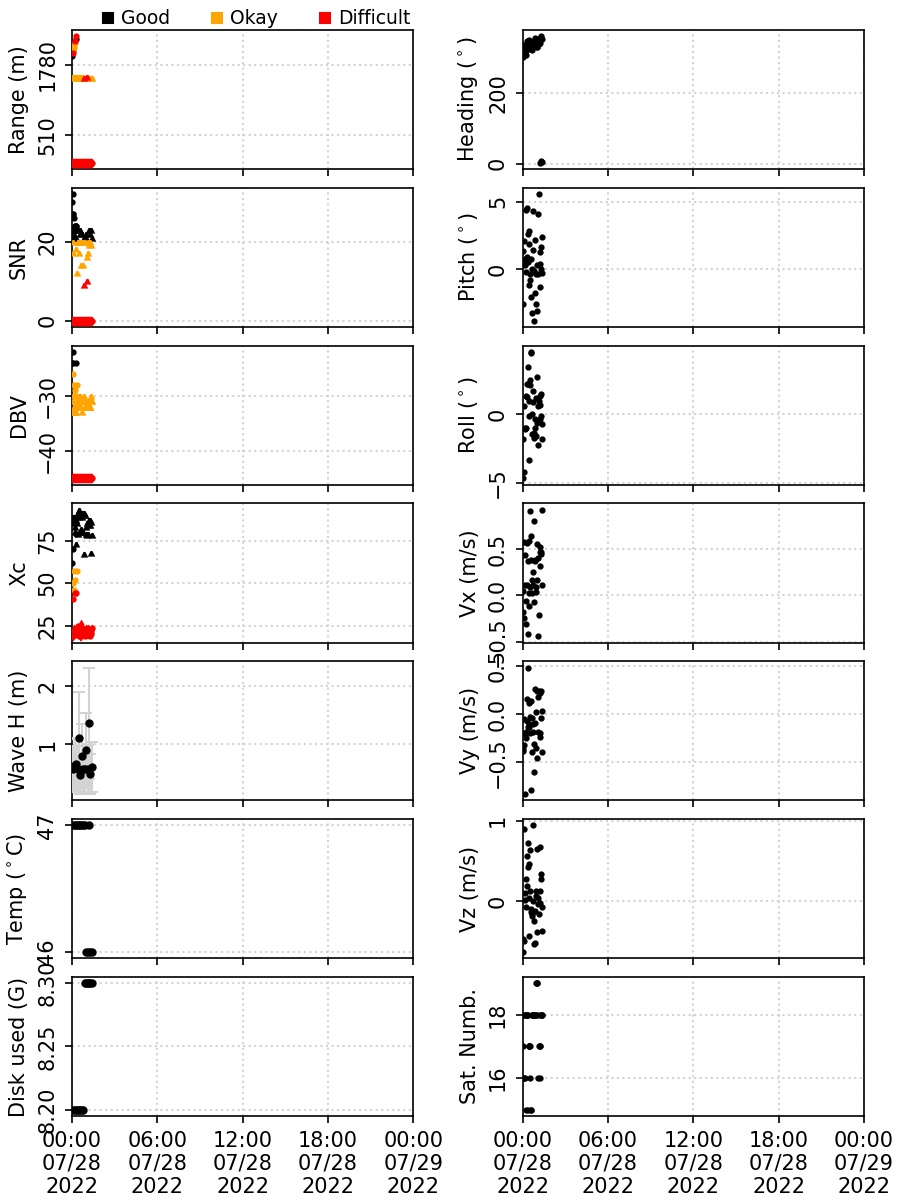 Good Okay Difficult
Range (m)
1780
510
Heading (°)
200
0
SNR
20
0
Pitch (°)
5
0
DBV
−30
−40
Roll (°)
0
−5
Xc
75
50
25
Vx (m/s)
0.5
0.0
−0.5
Wave H (m)
2
1
Vy (m/s)
0.5
0.0
−0.5
Temp (°C)
47
46
Vz (m/s)
1
0
Disk used (G)
8.30
8.25
8.20
Sat. Numb.
18
16
00:00 06:00 12:00 18:00 00:00
07/28 07/28 07/28 07/28 07/29
2022 2022 2022 2022 2022
00:00 06:00 12:00 18:00 00:00
07/28 07/28 07/28 07/28 07/29
2022 2022 2022 2022 2022